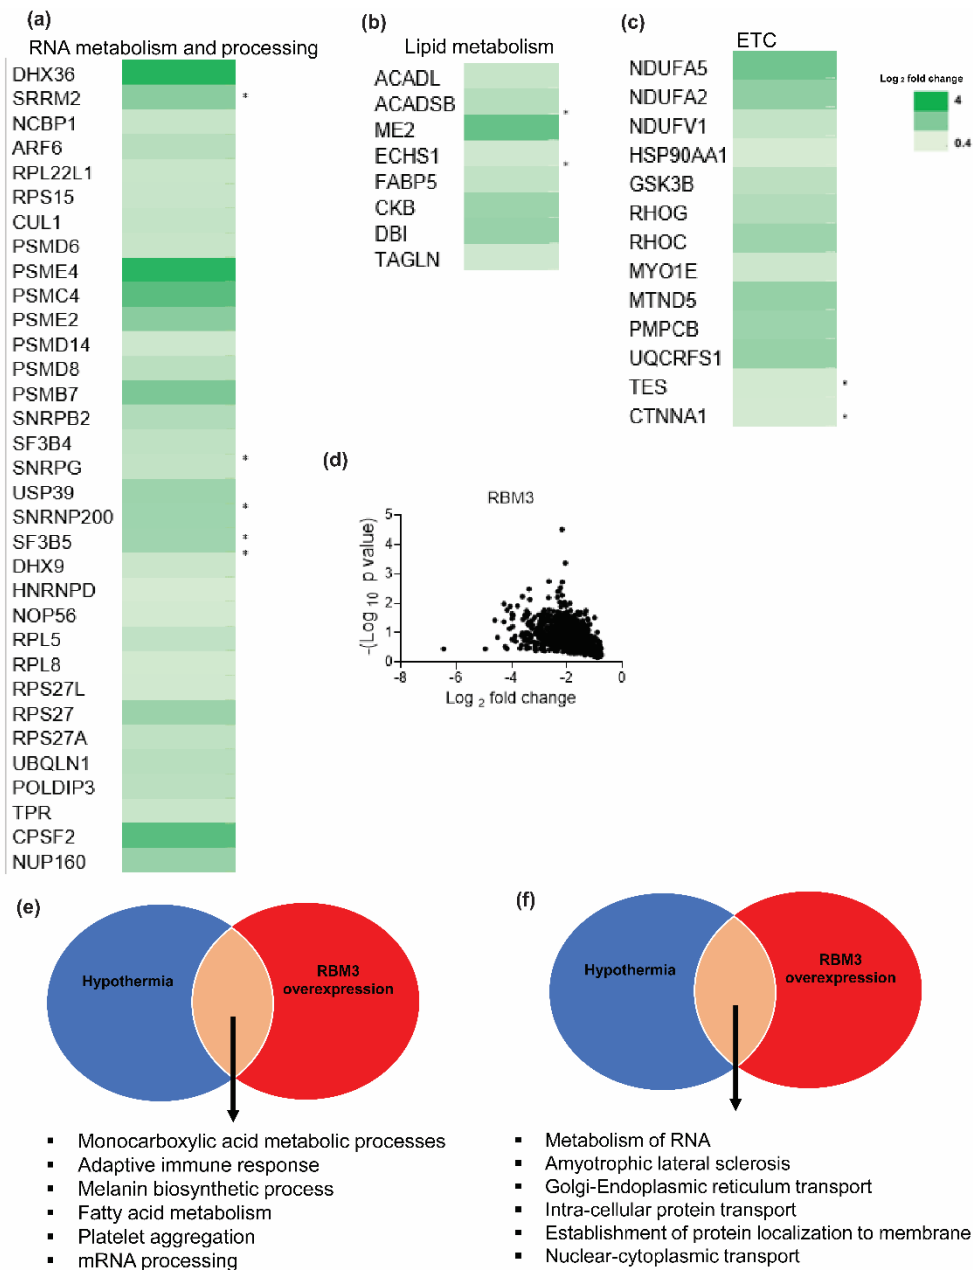 (a)
RNA metabolism and processing
DHX36
SRRM2 *
NCBP1
ARF6
RPL22L1
RPS15
CUL1
PSMD6
PSME4
PSMC4
PSME2
PSMD14
PSMD8
PSMB7
SNRPB2
SF3B4
SNRPG *
USP39
SNRNP200 *
SF3B5 *
DHX9 *
HNRNPD
NOP56
RPL5
RPL8
RPS27L
RPS27
RPS27A
UBQLN1
POLDIP3
TPR
CPSF2
NUP160
(b)
Lipid metabolism
ACADL
ACADSB
ME2 *
ECHS1
FABP5 *
CKB
DBI
TAGLN
(c)
ETC
NDUFA5
NDUFA2
NDUFV1
HSP90AA1
GSK3B
RHOG
RHOC
MYO1E
MTND5
PMPCB
UQCRFS1
TES *
CTNNA1 *
Log 2 fold change
4
0.4
(d)
RBM3
-(Log 10 p value)
5
4
3
2
1
0
-8 -6 -4 -2 0
Log 2 fold change
(e)
Hypothermia
RBM3
overexpression
▪ Monocarboxylic acid metabolic processes
▪ Adaptive immune response
▪ Melanin biosynthetic process
▪ Fatty acid metabolism
▪ Platelet aggregation
▪ mRNA processing
(f)
Hypothermia
RBM3
overexpression
▪ Metabolism of RNA
▪ Amyotrophic lateral sclerosis
▪ Golgi-Endoplasmic reticulum transport
▪ Intra-cellular protein transport
▪ Establishment of protein localization to membrane
▪ Nuclear-cytoplasmic transport